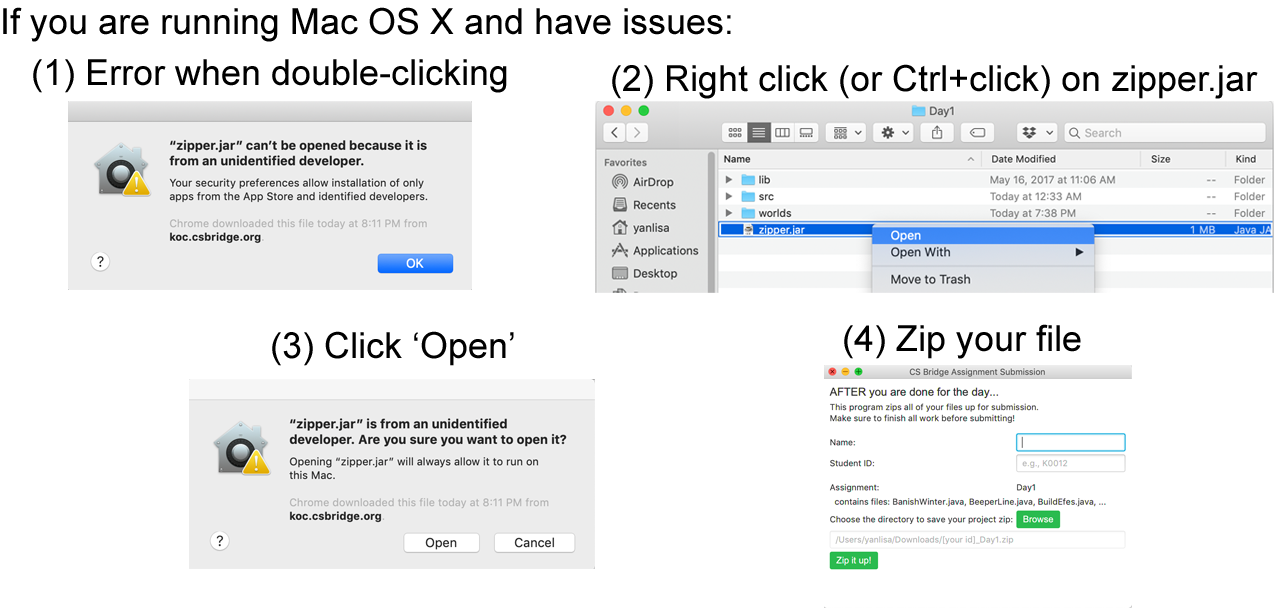 If you are running Mac OS X and have issues:
(1) Error when double-clicking
“zipper.jar” can’t be opened because it is
from an unidentified developer.
Your security preferences allow installation of only
apps from the App Store and identified developers.
Chrome downloaded this file today at 8:11 PM from
koc.csbridge.org.
?
OK
(2) Right click (or Ctrl+click) on zipper.jar
Day1
Search
Favorites
AirDrop
Recents
yanlisa
Applications
Desktop
Name Date Modified Size Kind
lib May 16, 2017 at 11:06 AM -- Folder
src Today at 12:33 AM -- Folder
worlds Today at 7:38 PM -- Folder
zipper.jar 1 MB Java JA
Open
Open With
Move to Trash
(3) Click ‘Open’
“zipper.jar” is from an unidentified
developer. Are you sure you want to open it?
Opening “zipper.jar” will always allow it to run on
this Mac.
Chrome downloaded this file today at 8:11 PM from
koc.csbridge.org.
?
Open Cancel
(4) Zip your file
CS Bridge Assignment Submission
AFTER you are done for the day...
This program zips all of your files up for submission.
Make sure to finish all work before submitting!
Name:
Student ID: e.g., K0012
Assignment: Day1
contains files: BanishWinter.java, BeeperLine.java, BuildEfes.java, ...
Choose the directory to save your project zip: Browse
/Users/yanlisa/Downloads/[your id]_Day1.zip
Zip it up!